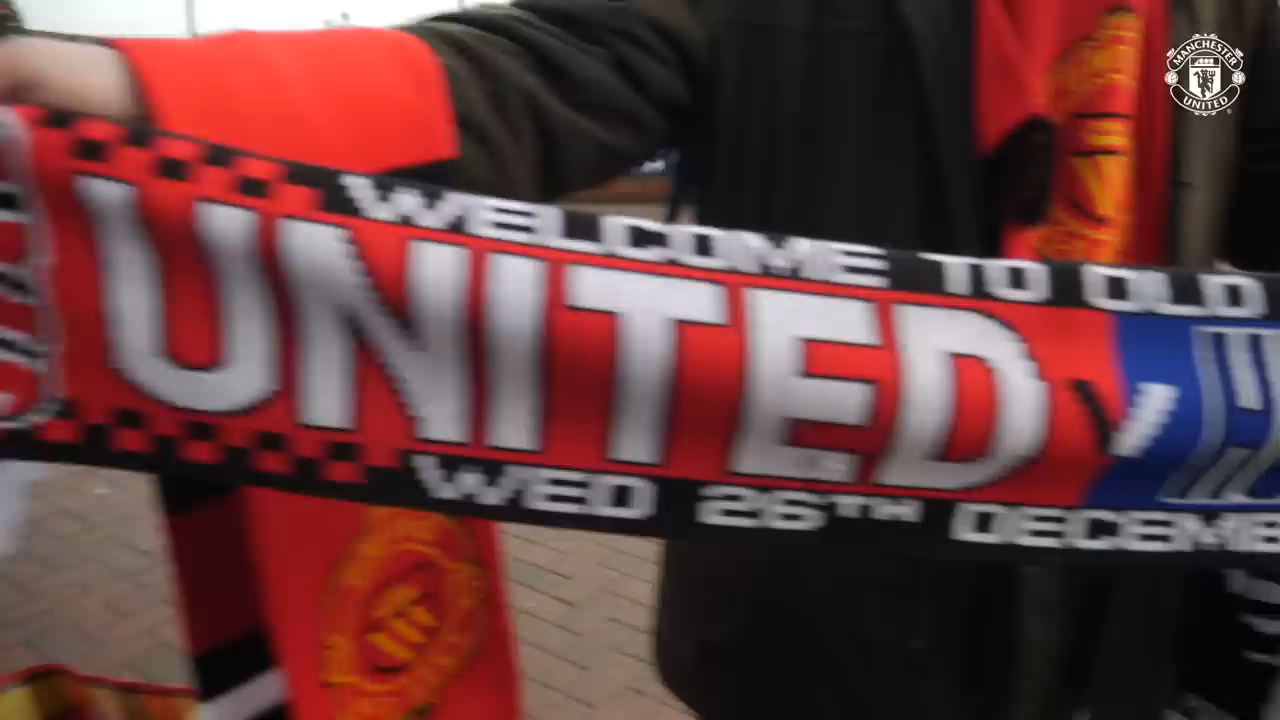 MANCHESTER
UNITED
WELCOME TO OLD
UNITED V
WED 26TH DECEMB